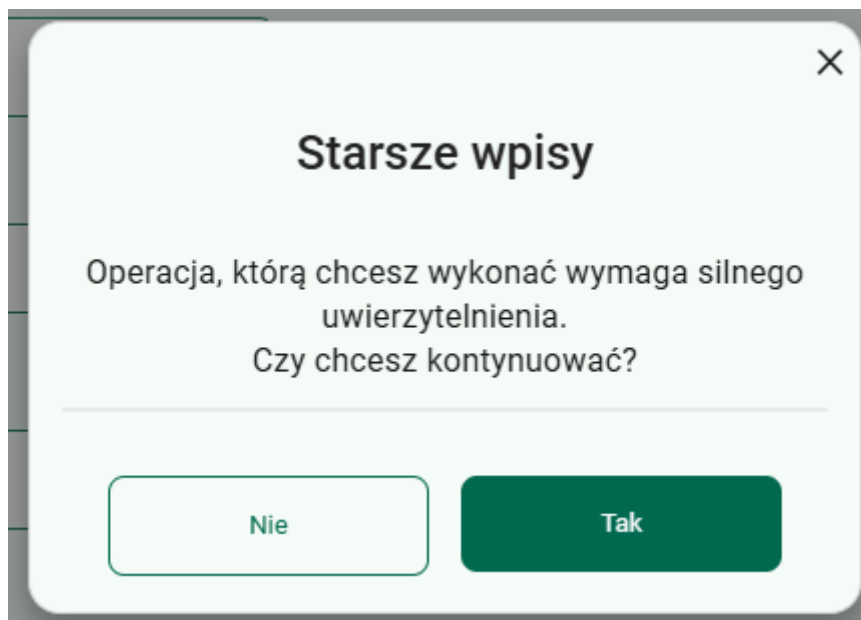 Starsze wpisy
Operacja, którą chcesz wykonać wymaga silnego
uwierzytelnienia.
Czy chcesz kontynuować?
Nie
Tak